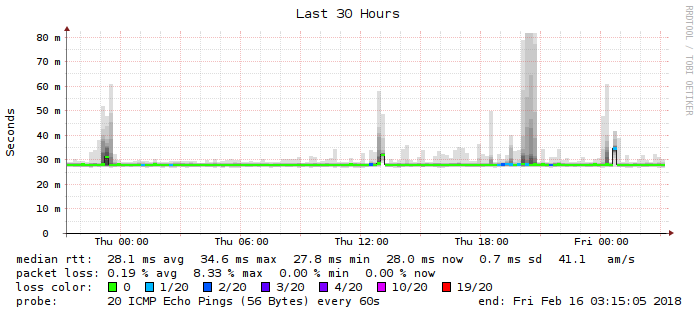 Last 30 Hours
RRDTOOL / TOBI OETIKER
Seconds
80 m
70 m
60 m
50 m
40 m
30 m
20 m
10 m
0
Thu 00:00 Thu 06:00 Thu 12:00 Thu 18:00 Fri 00:00
median rtt: 28.1 ms avg 34.6 ms max 27.8 ms min 28.0 ms now 0.7 ms sd 41.1 am/s
packet loss: 0.19 % avg 8.33 % max 0.00 % min 0.00 % now
loss color: 0 1/20 2/20 3/20 4/20 10/20 19/20
probe: 20 ICMP Echo Pings (56 Bytes) every 60s end: Fri Feb 16 03:15:05 2018